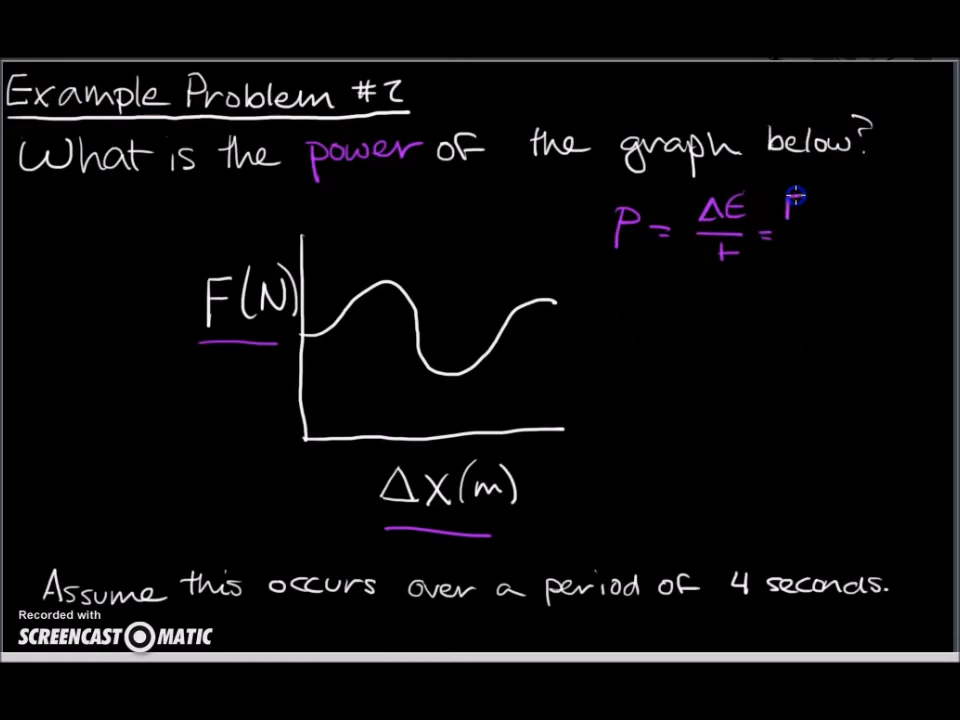 Example Problem #2
What is the power of the graph below?
P = ΔE/t =
F(N)
Δx(m)
Assume this occurs over a period of 4 seconds.
Recorded with
SCREENCAST-O-MATIC